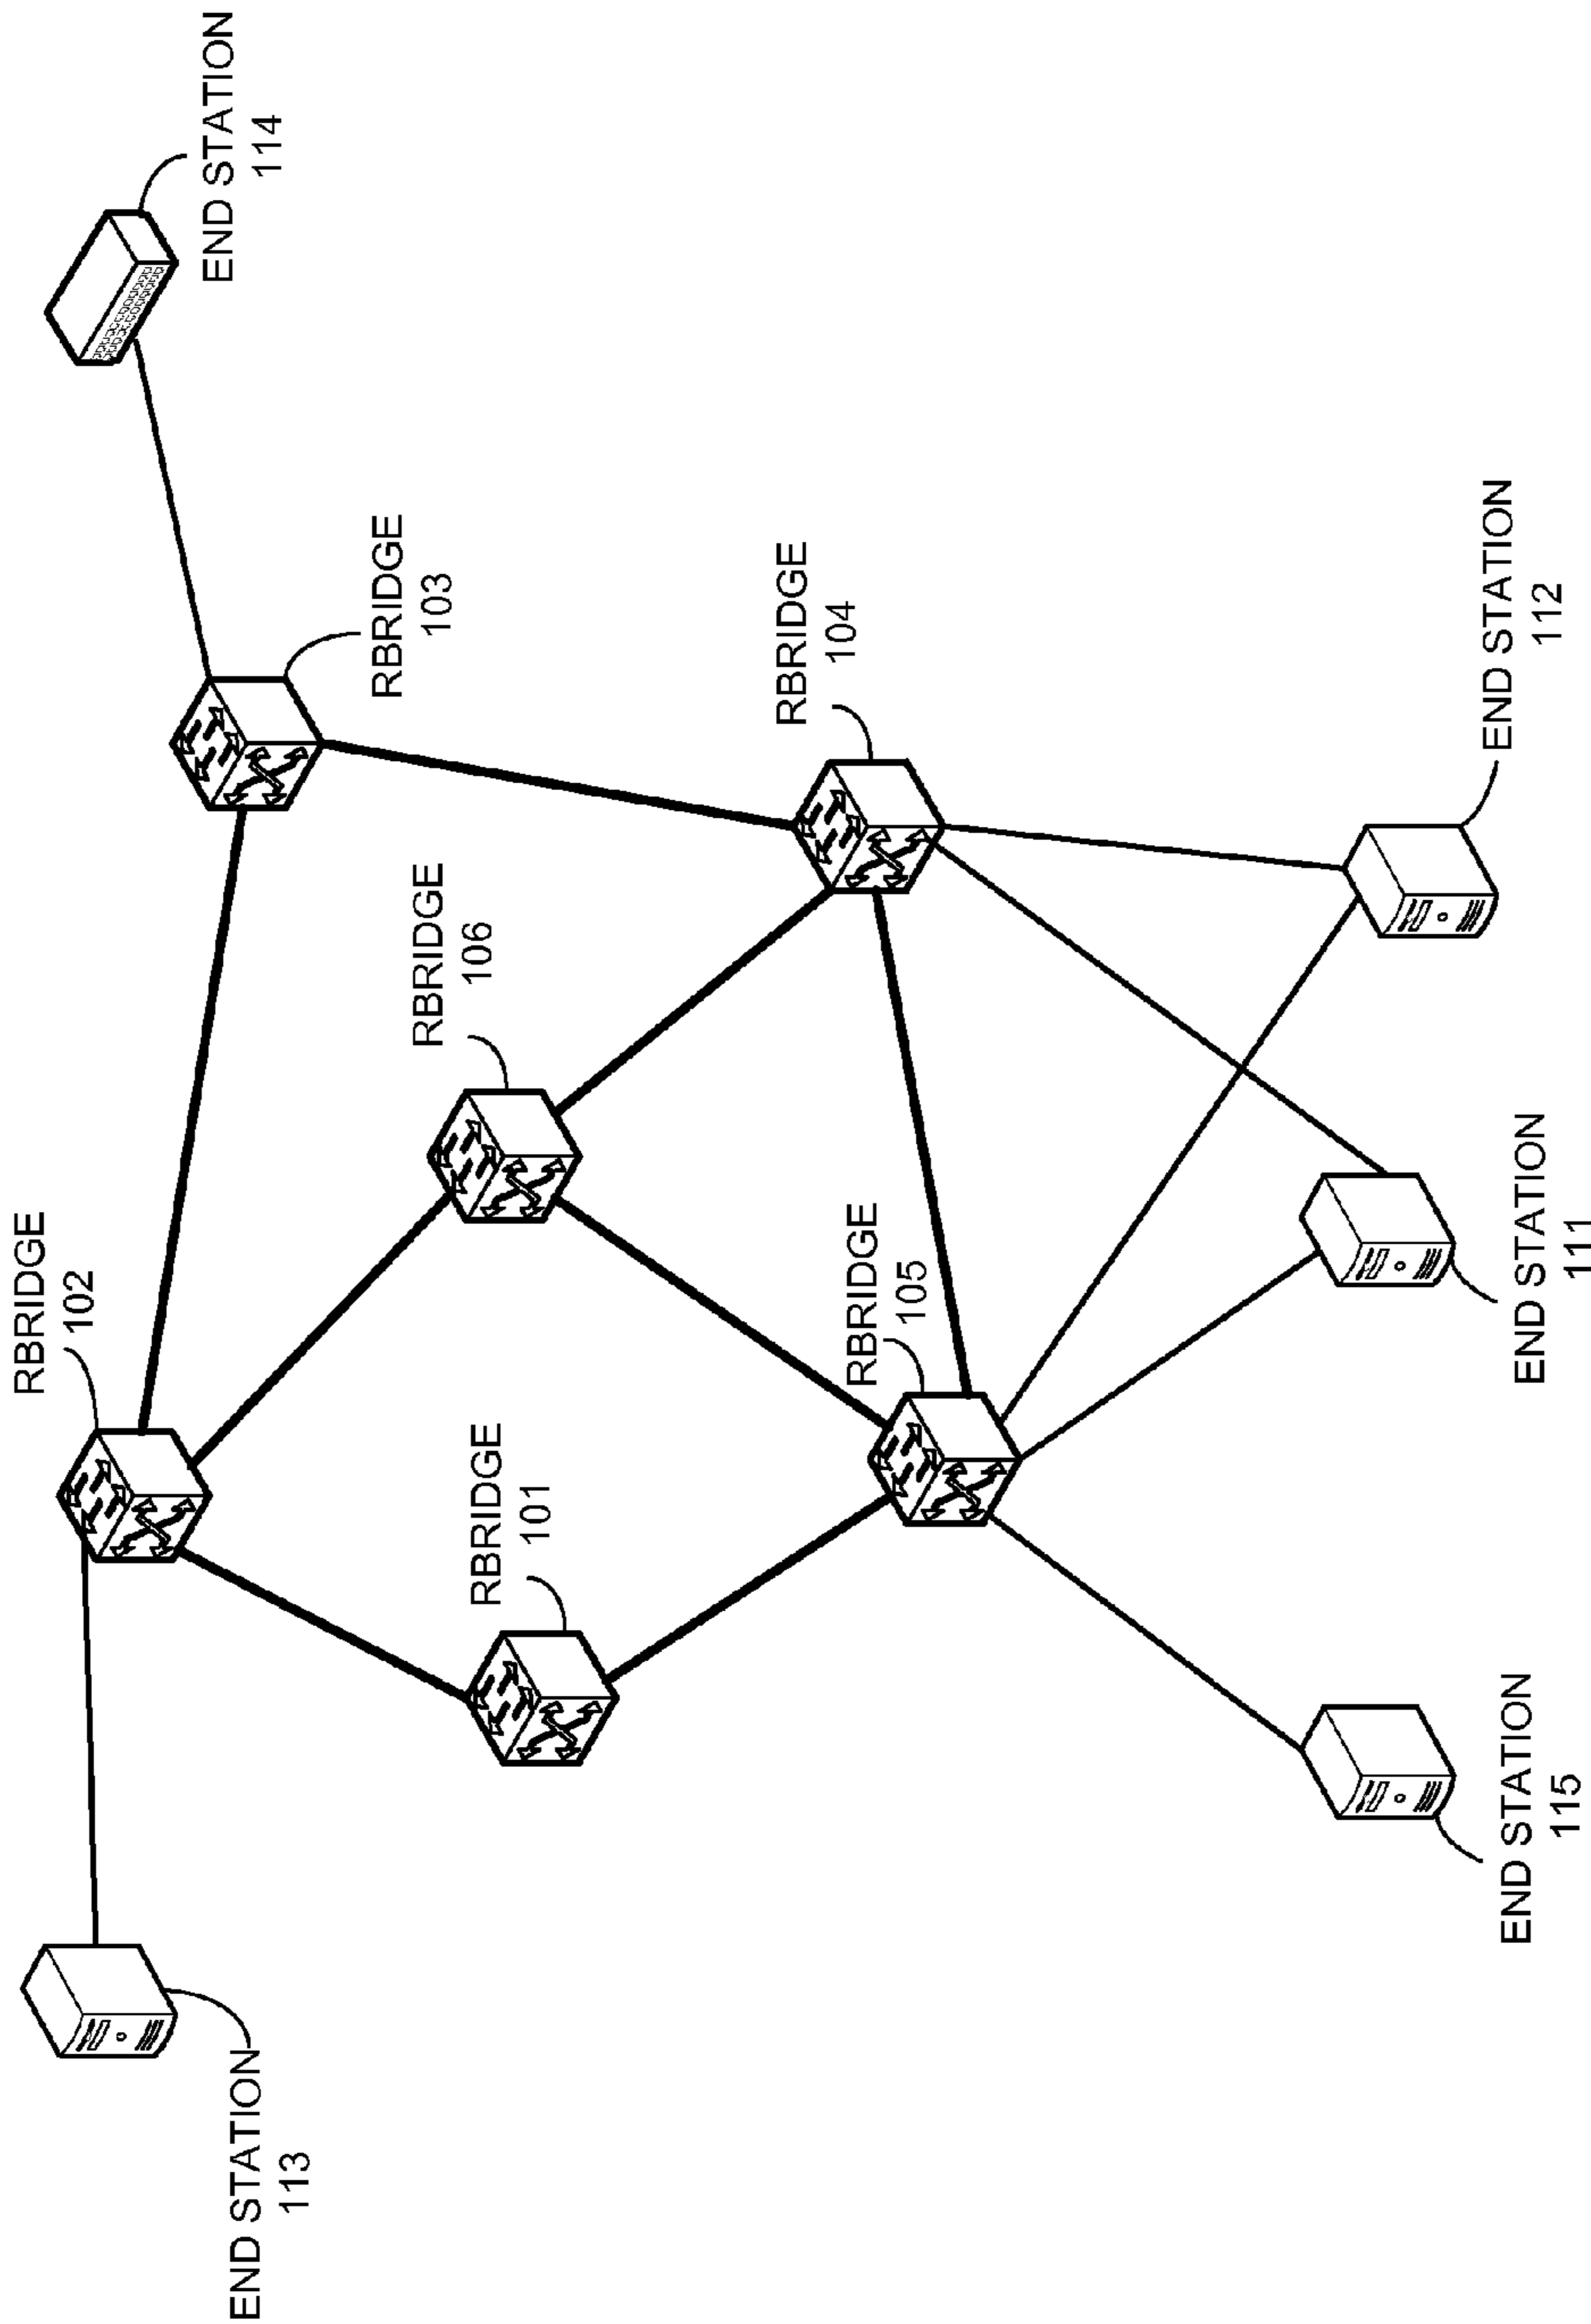 END STATION
113
RBRIDGE
102
END STATION
114
RBRIDGE
103
RBRIDGE
101
RBRIDGE
106
RBRIDGE
105
RBRIDGE
104
END STATION
115
END STATION
111
END STATION
112